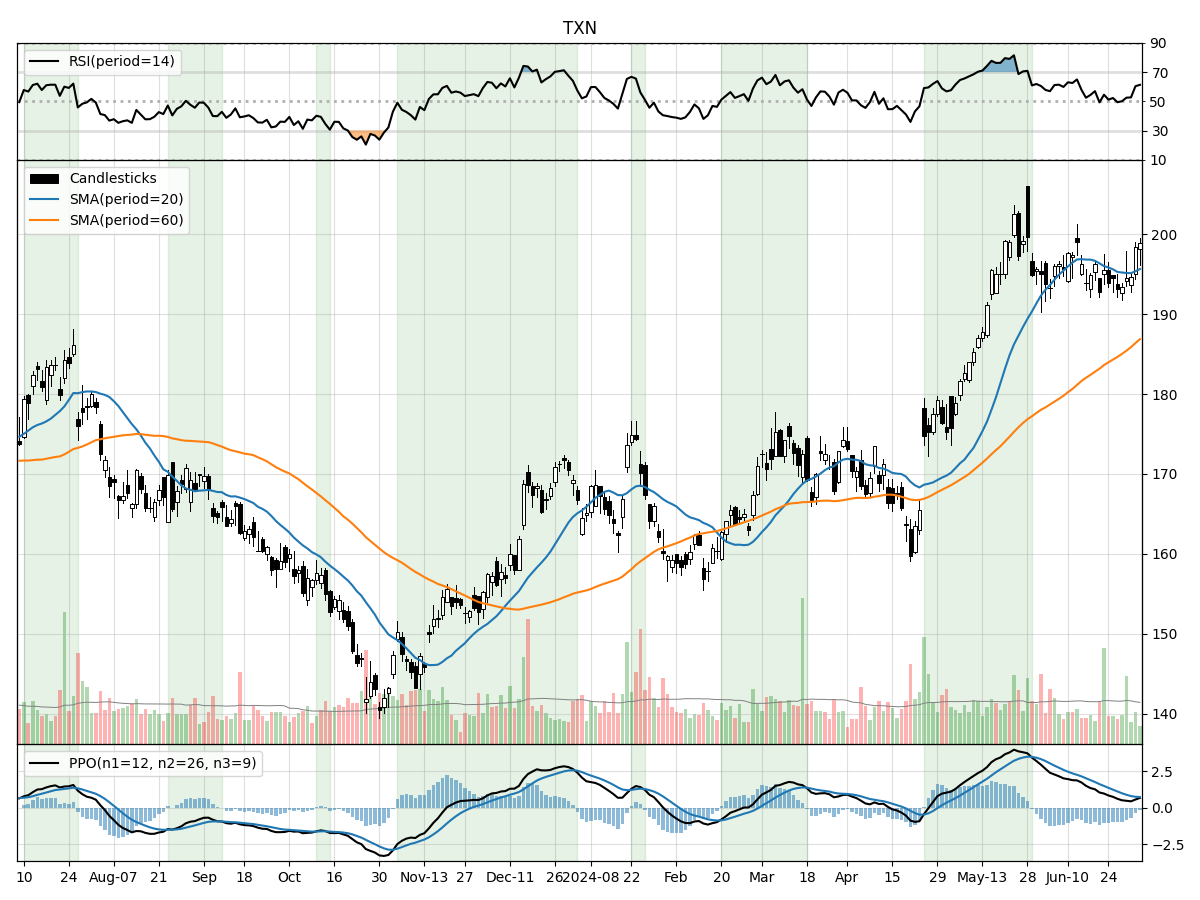 TXN
RSI(period=14)
90
70
50
30
10
Candlesticks
SMA(period=20)
SMA(period=60)
200
190
180
170
160
150
140
PPO(n1=12, n2=26, n3=9)
2.5
0.0
−2.5
10 24 Aug-07 21 Sep 18 Oct 16 30 Nov-13 27 Dec-11 26 2024-08 22 Feb 20 Mar 18 Apr 15 29 May-13 28 Jun-10 24